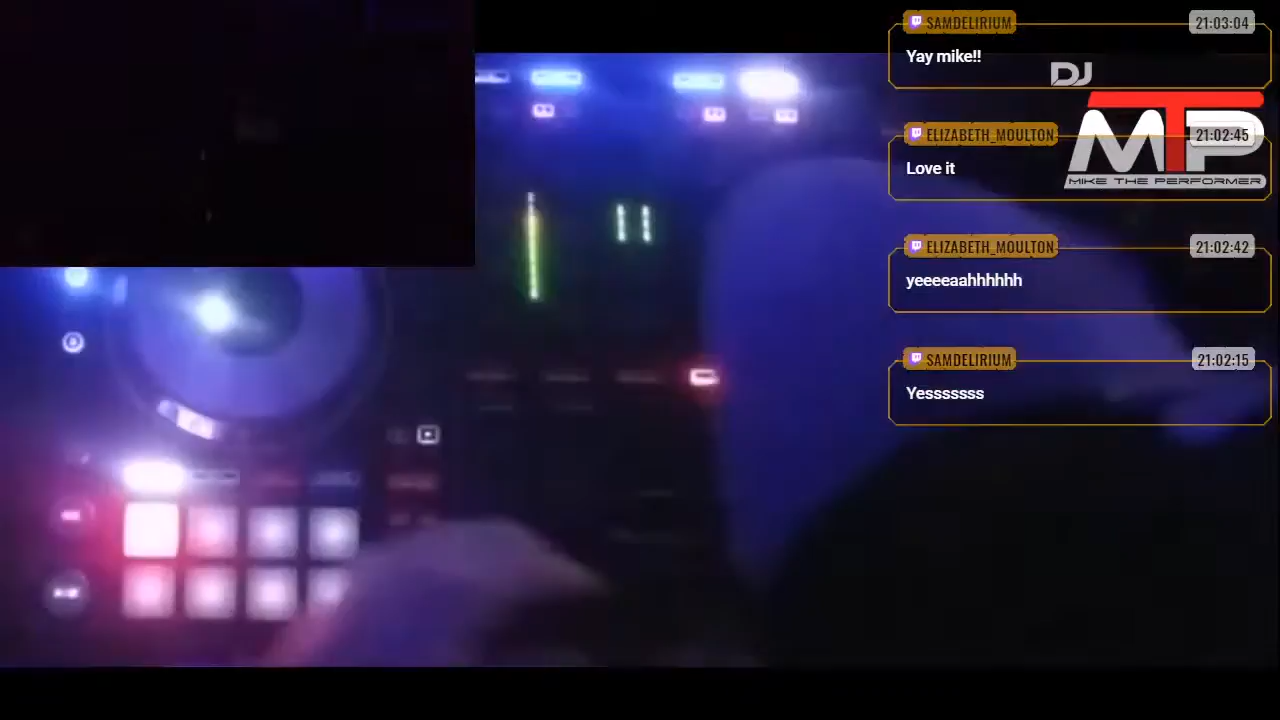 SAMDELIRIUM
21:03:04
Yay mike!!
DJ
MTP
MIKE THE PERFORMER
ELIZABETH_MOULTON
21:02:45
Love it
ELIZABETH_MOULTON
21:02:42
yeeeeaahhhhhh
SAMDELIRIUM
21:02:15
Yesssssss